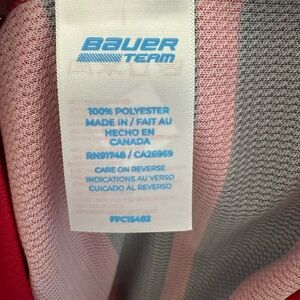 BAUER
TEAM
100% POLYESTER
MADE IN / FAIT AU
HECHO EN
CANADA
RN91748 / CA26969
CARE ON REVERSE
INDICATIONS AU VERSO
CUIDADO AL REVERSO
FFC15482